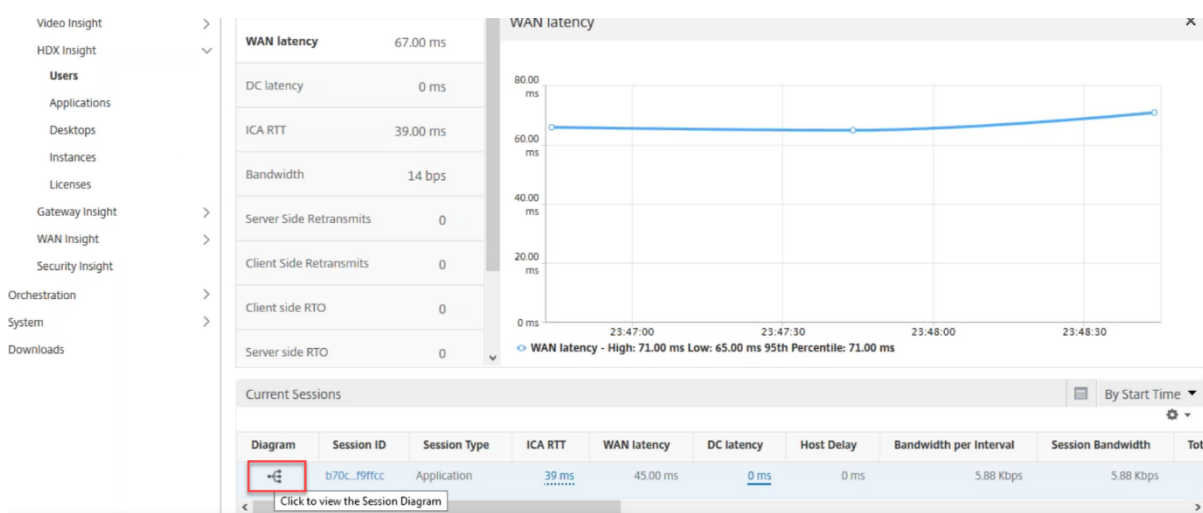 Video Insight
HDX Insight
Users
Applications
Desktops
Instances
Licenses
Gateway Insight
WAN Insight
Security Insight
Orchestration
System
Downloads
WAN latency 67.00 ms
DC latency 0 ms
ICA RTT 39.00 ms
Bandwidth 14 bps
Server Side Retransmits 0
Client Side Retransmits 0
Client side RTO 0
Server side RTO 0
WAN latency
80.00
ms
60.00
ms
40.00
ms
20.00
ms
0 ms
23:47:00 23:47:30 23:48:00 23:48:30
WAN latency - High: 71.00 ms Low: 65.00 ms 95th Percentile: 71.00 ms
Current Sessions By Start Time
Diagram Session ID Session Type ICA RTT WAN latency DC latency Host Delay Bandwidth per Interval Session Bandwidth Tot
b70c...f9ffcc Application 39 ms 45.00 ms 0 ms 0 ms 5.88 Kbps 5.88 Kbps
Click to view the Session Diagram